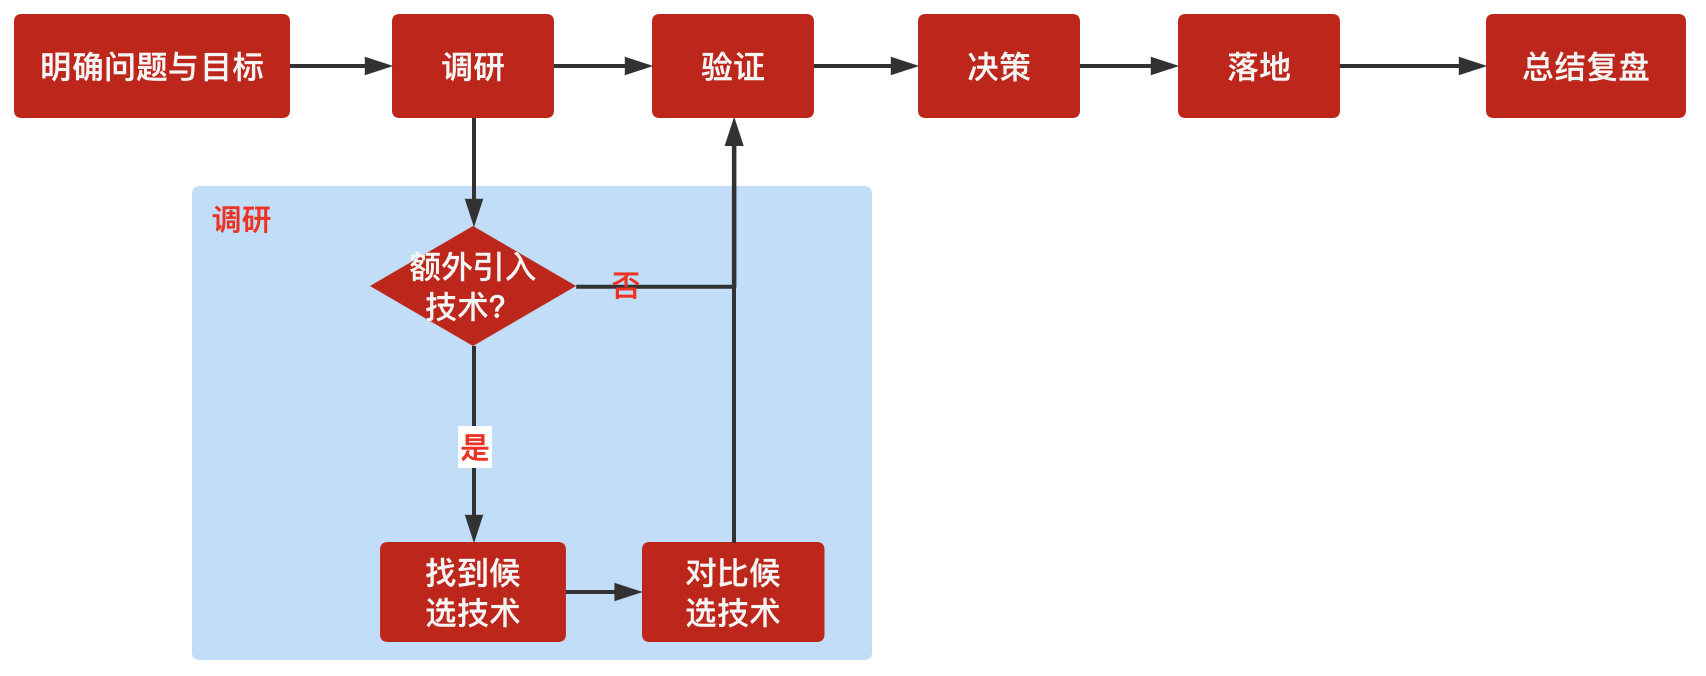 明确问题与目标
调研
验证
决策
落地
总结复盘
调研
额外引入
技术?
否
是
找到候
选技术
对比候
选技术